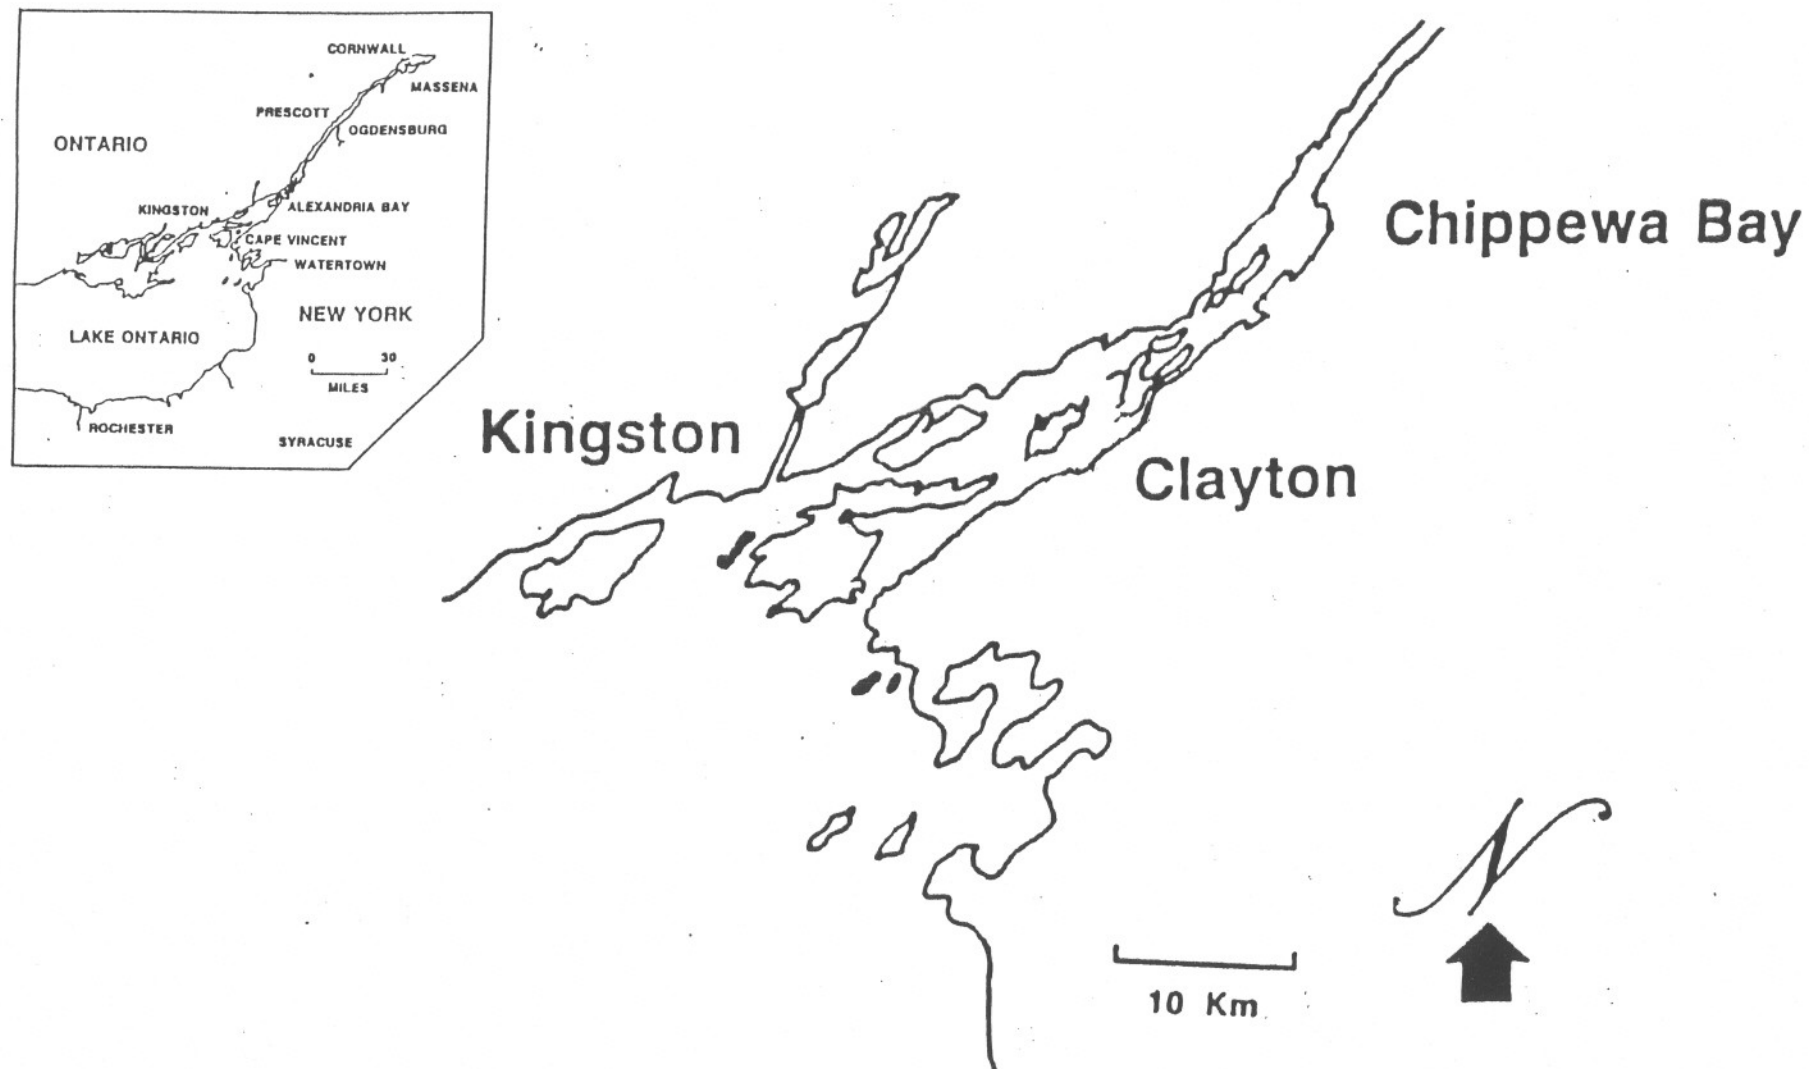 CORNWALL
MASSENA
PRESCOTT
OGDENSBURG
ONTARIO
KINGSTON
ALEXANDRIA BAY
CAPE VINCENT
WATERTOWN
NEW YORK
LAKE ONTARIO
0 30
MILES
ROCHESTER
SYRACUSE
Chippewa Bay
Kingston
Clayton
N
10 Km